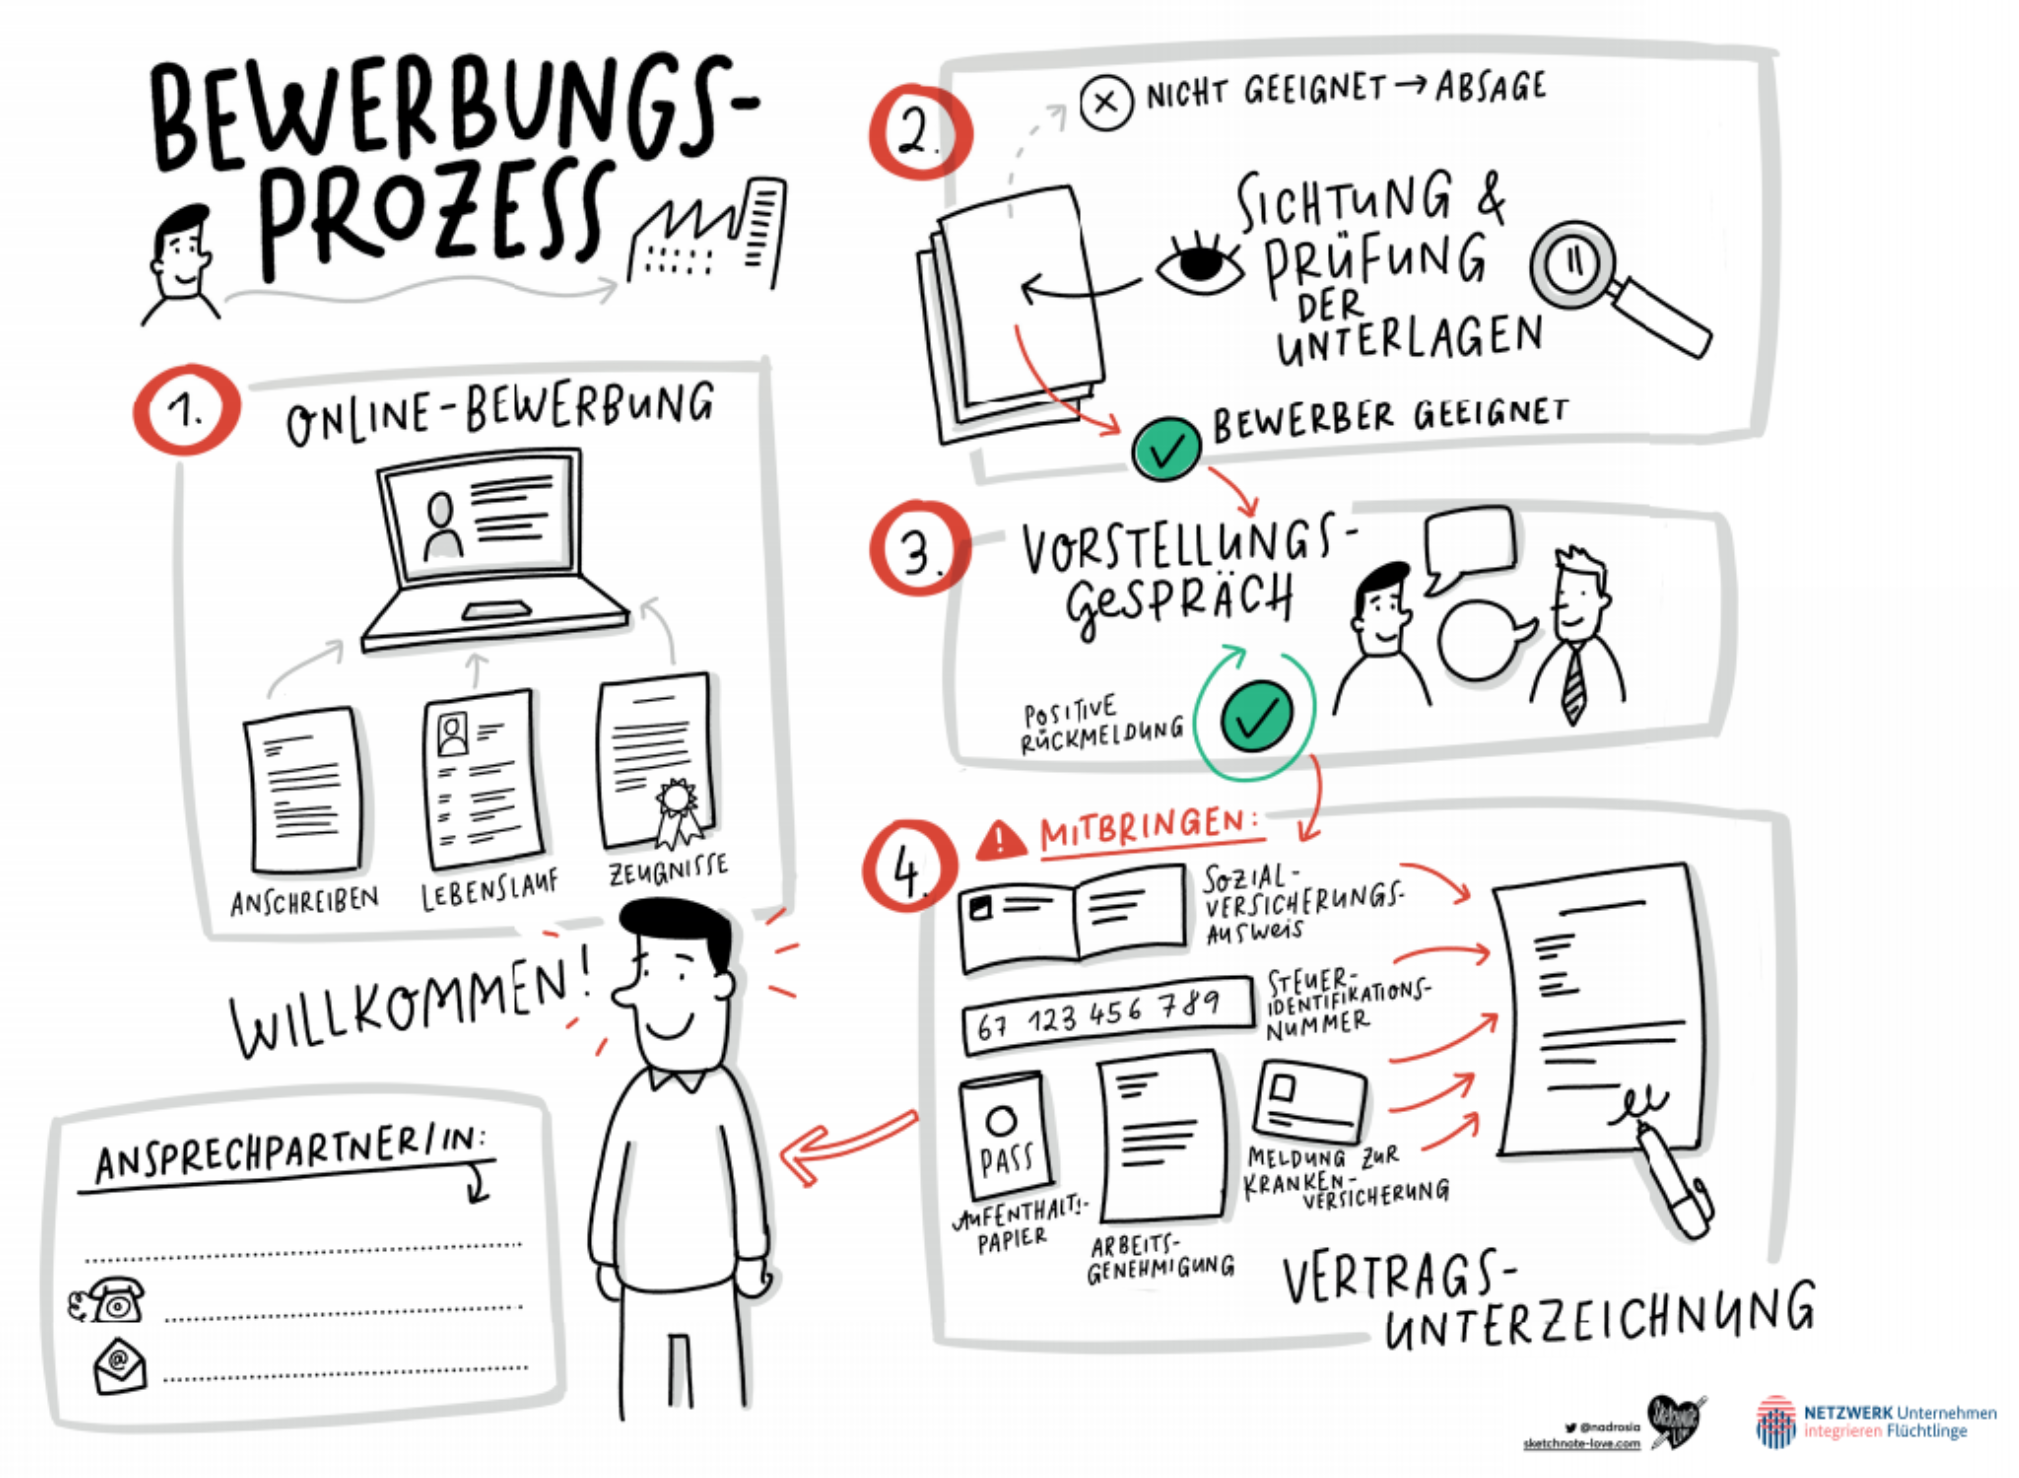 BEWERBUNGS-
PROZESS
1.
ONLINE-BEWERBUNG
ANSCHREIBEN
LEBENSLAUF
ZEUGNISSE
2.
NICHT GEEIGNET → ABSAGE
SICHTUNG &
PRÜFUNG
DER
UNTERLAGEN
BEWERBER GEEIGNET
3.
VORSTELLUNGS-
GESPRÄCH
POSITIVE
RÜCKMELDUNG
4.
MITBRINGEN:
SOZIAL-
VERSICHERUNGS-
AUSWEIS
67 123 456 789
STEUER-
IDENTIFIKATIONS-
NUMMER
PASS
AUFENTHALTS-
PAPIER
ARBEITS-
GENEHMIGUNG
MELDUNG ZUR
KRANKEN-
VERSICHERUNG
VERTRAGS-
UNTERZEICHNUNG
WILLKOMMEN!
ANSPRECHPARTNER/IN:
@
@nadrosia
sketchnote-love.com
Sketchnote
Love
NETZWERK Unternehmen
integrieren Flüchtlinge